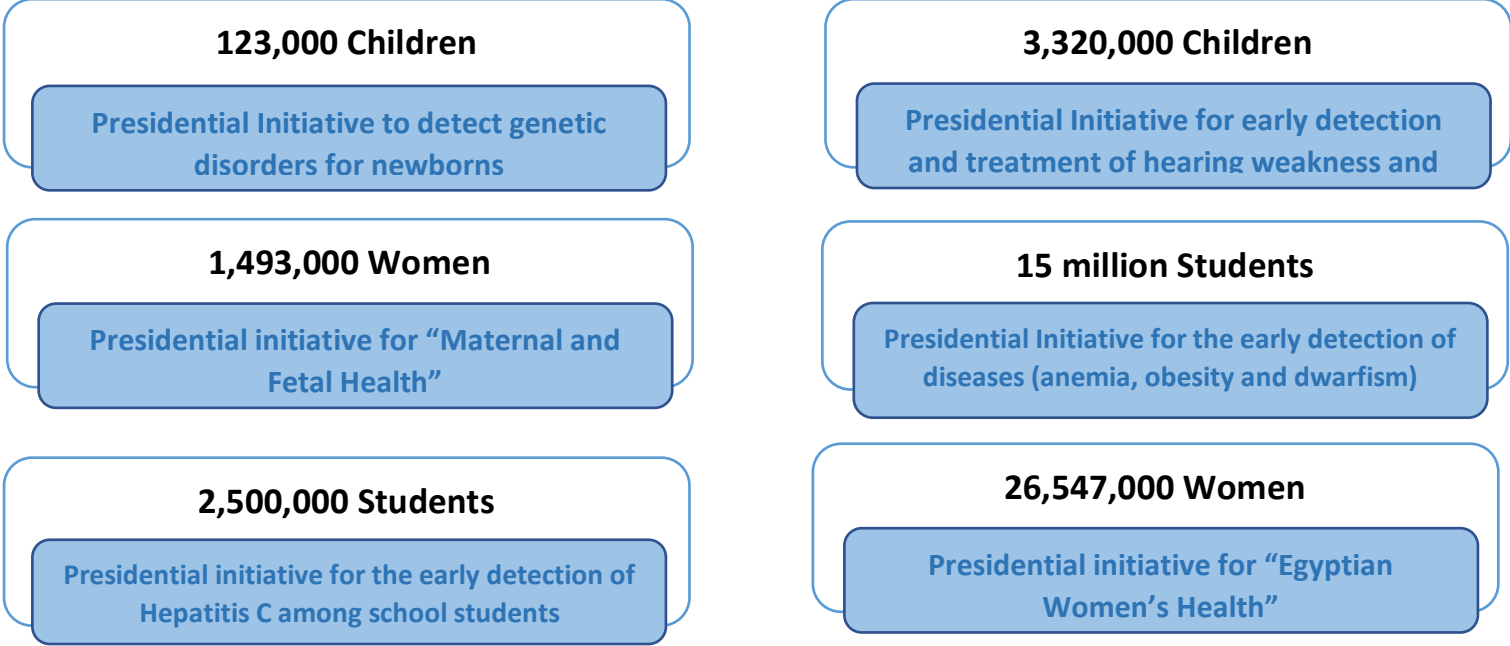 123,000 Children
Presidential Initiative to detect genetic
disorders for newborns
3,320,000 Children
Presidential Initiative for early detection
and treatment of hearing weakness and
1,493,000 Women
Presidential initiative for “Maternal and
Fetal Health”
15 million Students
Presidential Initiative for the early detection of
diseases (anemia, obesity and dwarfism)
2,500,000 Students
Presidential initiative for the early detection of
Hepatitis C among school students
26,547,000 Women
Presidential initiative for “Egyptian
Women’s Health”